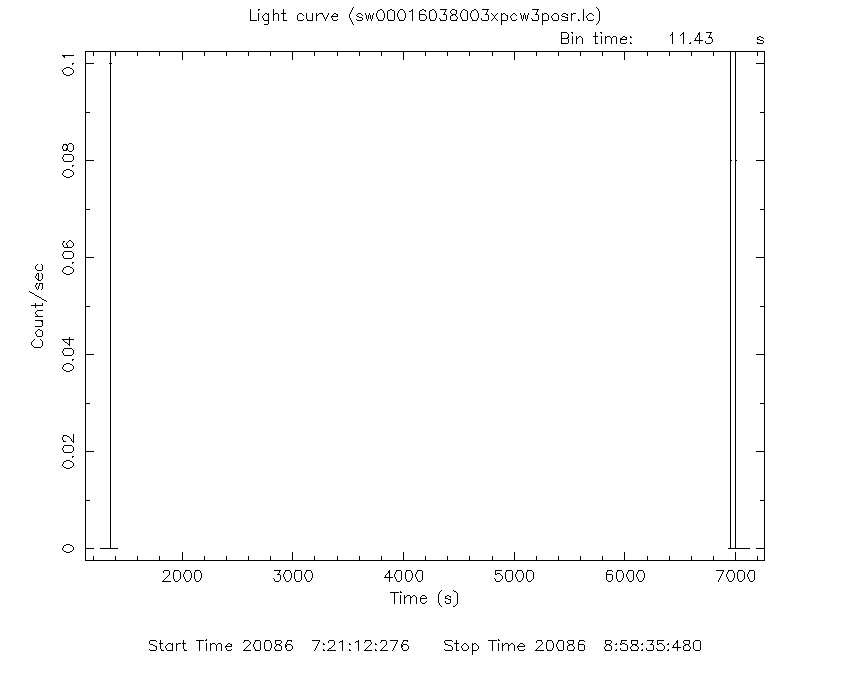 Light curve (sw00016038003xpcw3posr.lc)
Bin time: 11.43 s
0.1
0.08
0.06
0.04
0.02
0
Count/sec
2000 3000 4000 5000 6000 7000
Time (s)
Start Time 20086 7:21:12:276 Stop Time 20086 8:58:35:480